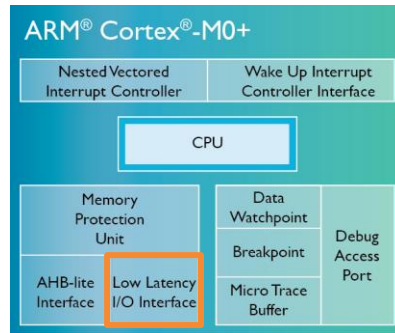 ARM® Cortex®-M0+
Nested Vectored
Interrupt Controller
Wake Up Interrupt
Controller Interface
CPU
Memory
Protection
Unit
AHB-lite
Interface
Low Latency
I/O Interface
Data
Watchpoint
Breakpoint
Micro Trace
Buffer
Debug
Access
Port